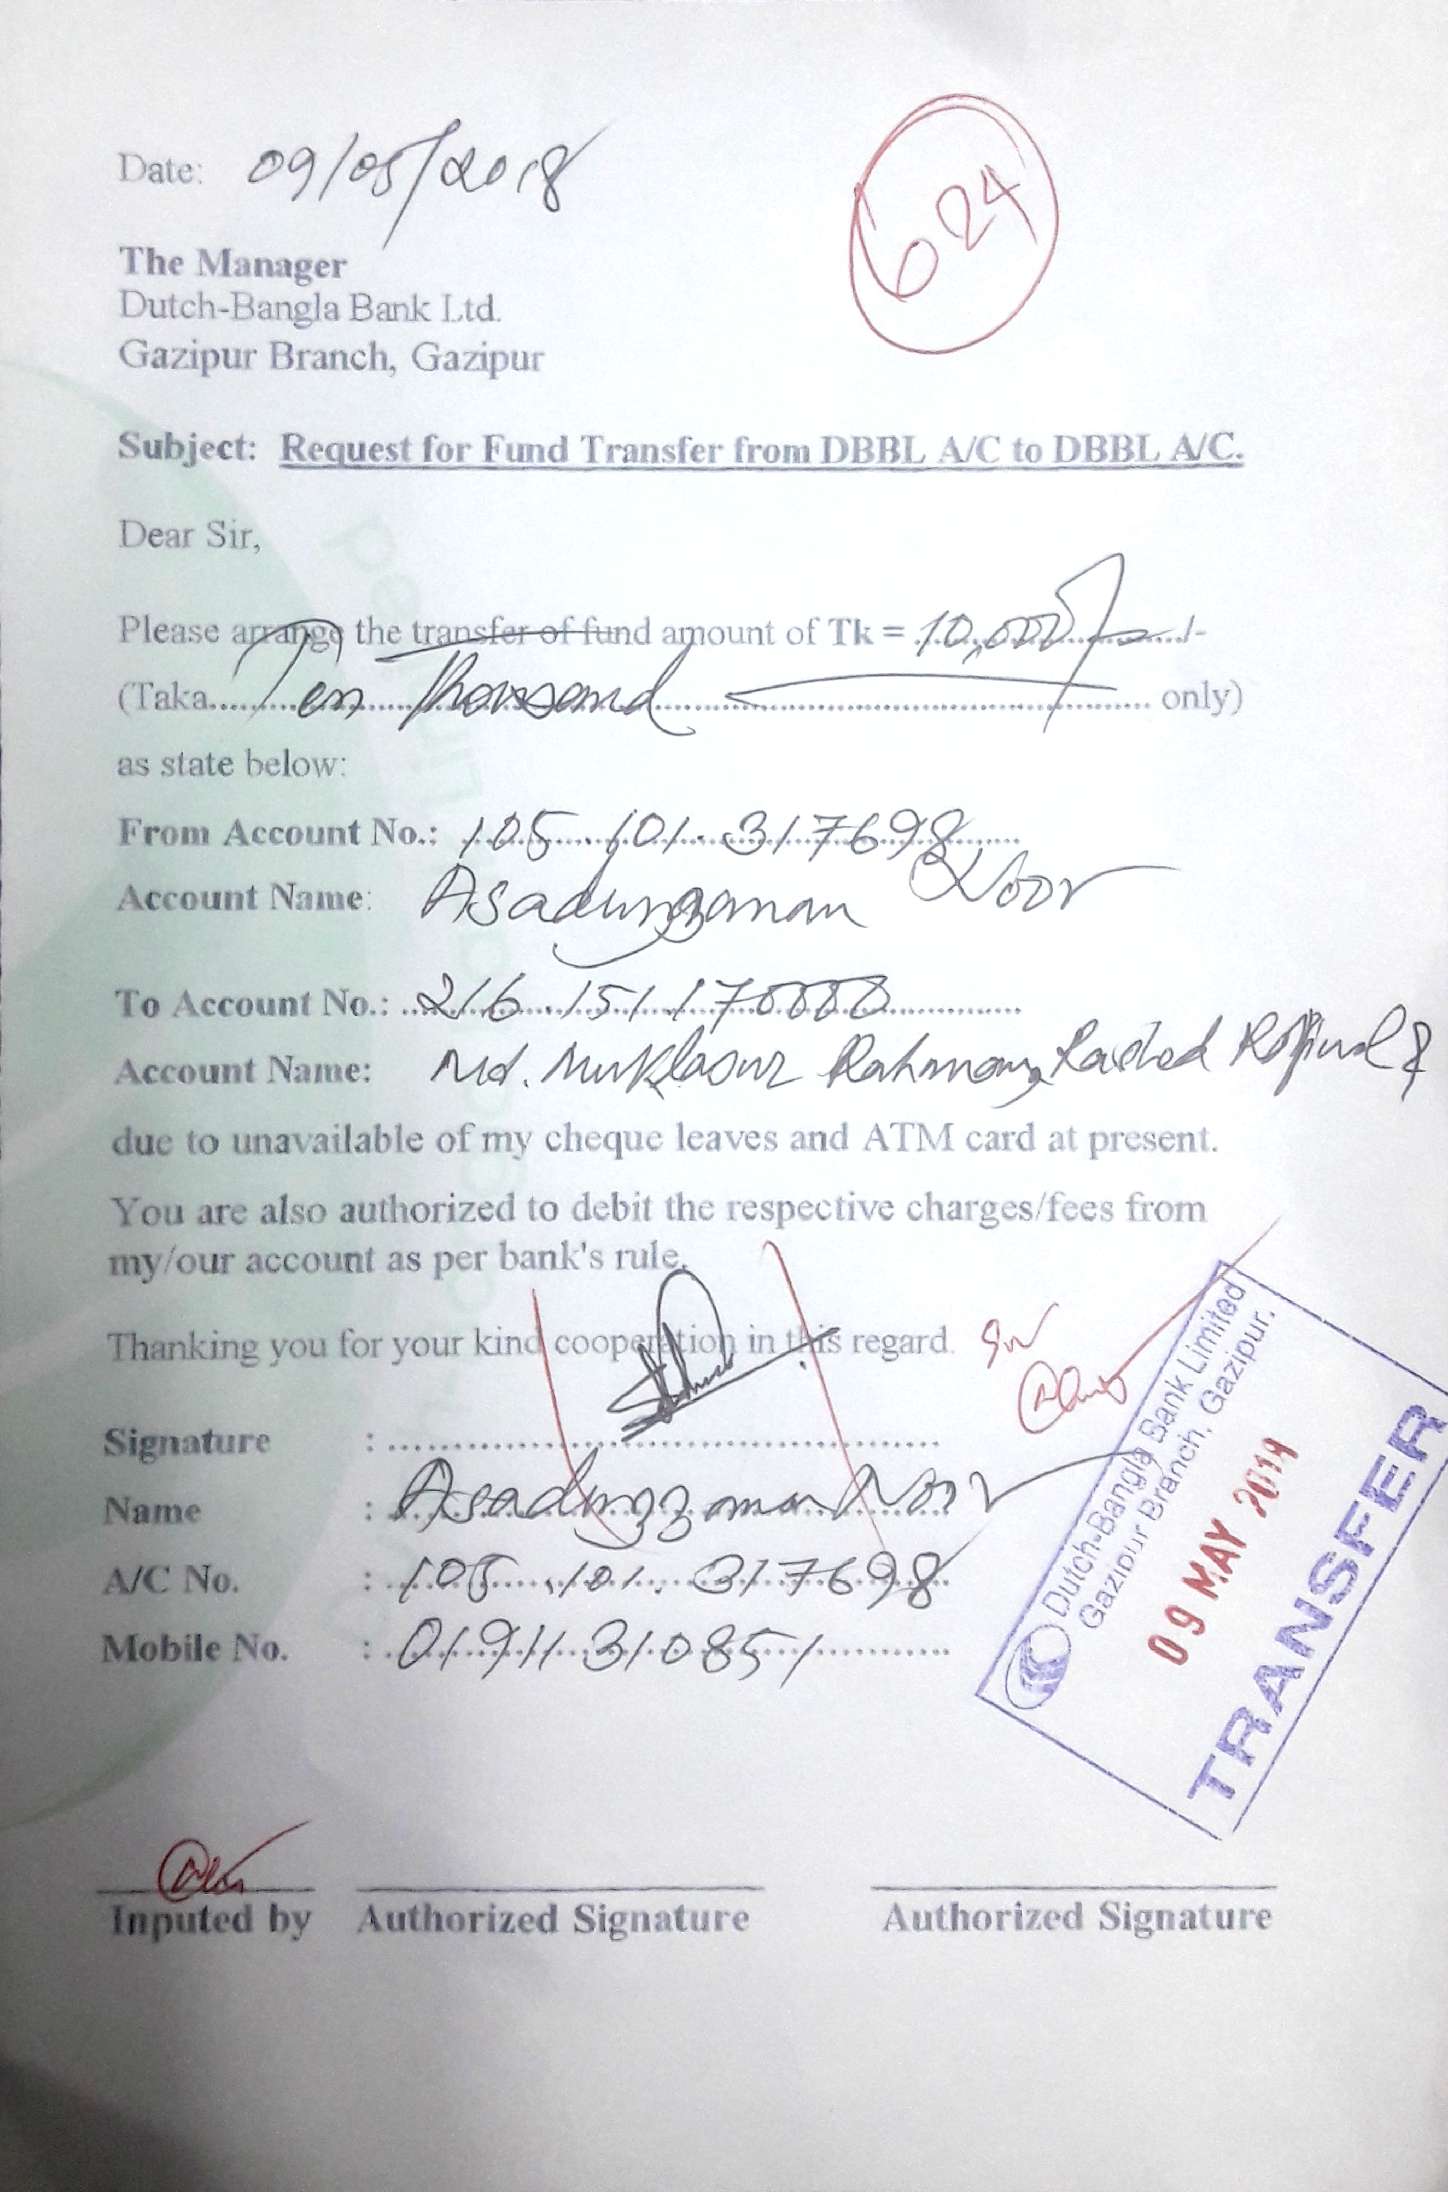 Date: 09/05/2018
624
The Manager
Dutch-Bangla Bank Ltd.
Gazipur Branch, Gazipur
Subject: Request for Fund Transfer from DBBL A/C to DBBL A/C.
Dear Sir,
Please arrange the transfer of fund amount of Tk = 10,000/-
(Taka Ten Thousand only)
as state below:
From Account No.: 105.101.317698
Account Name: Asaduzzaman Noor
To Account No.: 216.151.170000
Account Name: Md. Muklasur Rahman, Rashed &
due to unavailable of my cheque leaves and ATM card at present.
You are also authorized to debit the respective charges/fees from
my/our account as per bank's rule.
Thanking you for your kind cooperation in this regard.
Signature :
Name : Asaduzzaman Noor
A/C No. : 105.101.317698
Mobile No. : 01911310851
Dutch-Bangla Bank Limited
Gazipur Branch, Gazipur.
09 MAY 2019
TRANSFER
Inputed by Authorized Signature Authorized Signature